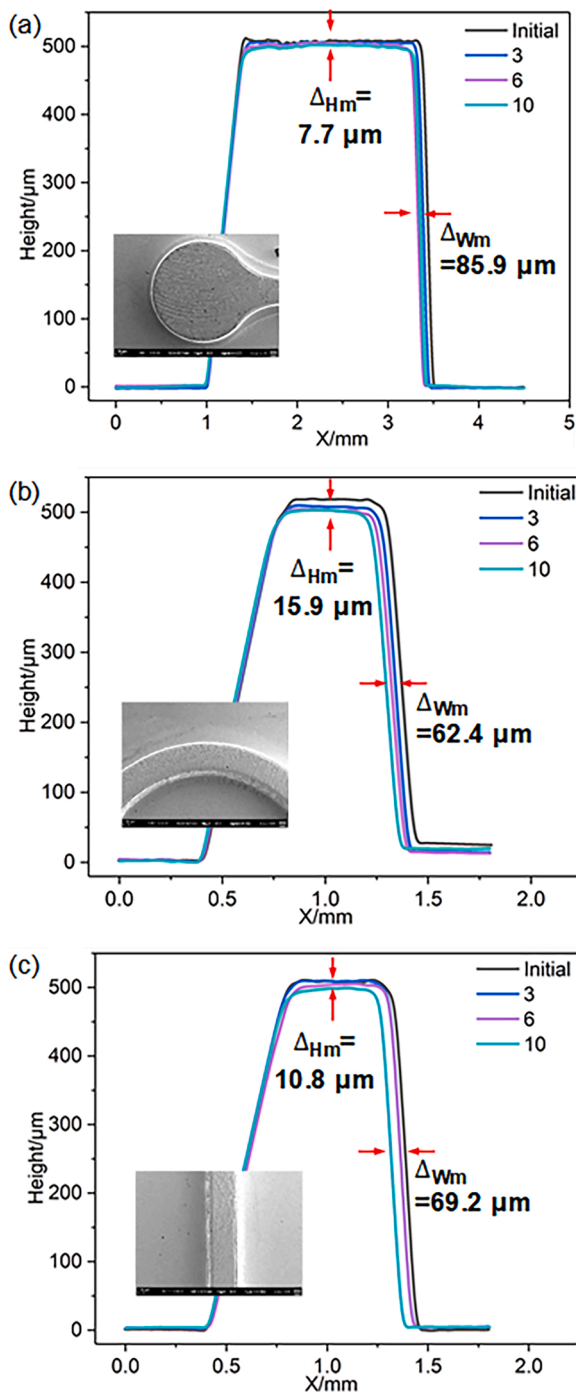 (a)
500
400
300
200
100
0
Height/µm
Initial
3
6
10
ΔHm=
7.7 µm
ΔWm
=85.9 µm
0 1 2 3 4 5
X/mm
(b)
500
400
300
200
100
0
Height/µm
Initial
3
6
10
ΔHm=
15.9 µm
ΔWm
=62.4 µm
0.0 0.5 1.0 1.5 2.0
X/mm
(c)
500
400
300
200
100
0
Height/µm
Initial
3
6
10
ΔHm=
10.8 µm
ΔWm
=69.2 µm
0.0 0.5 1.0 1.5 2.0
X/mm